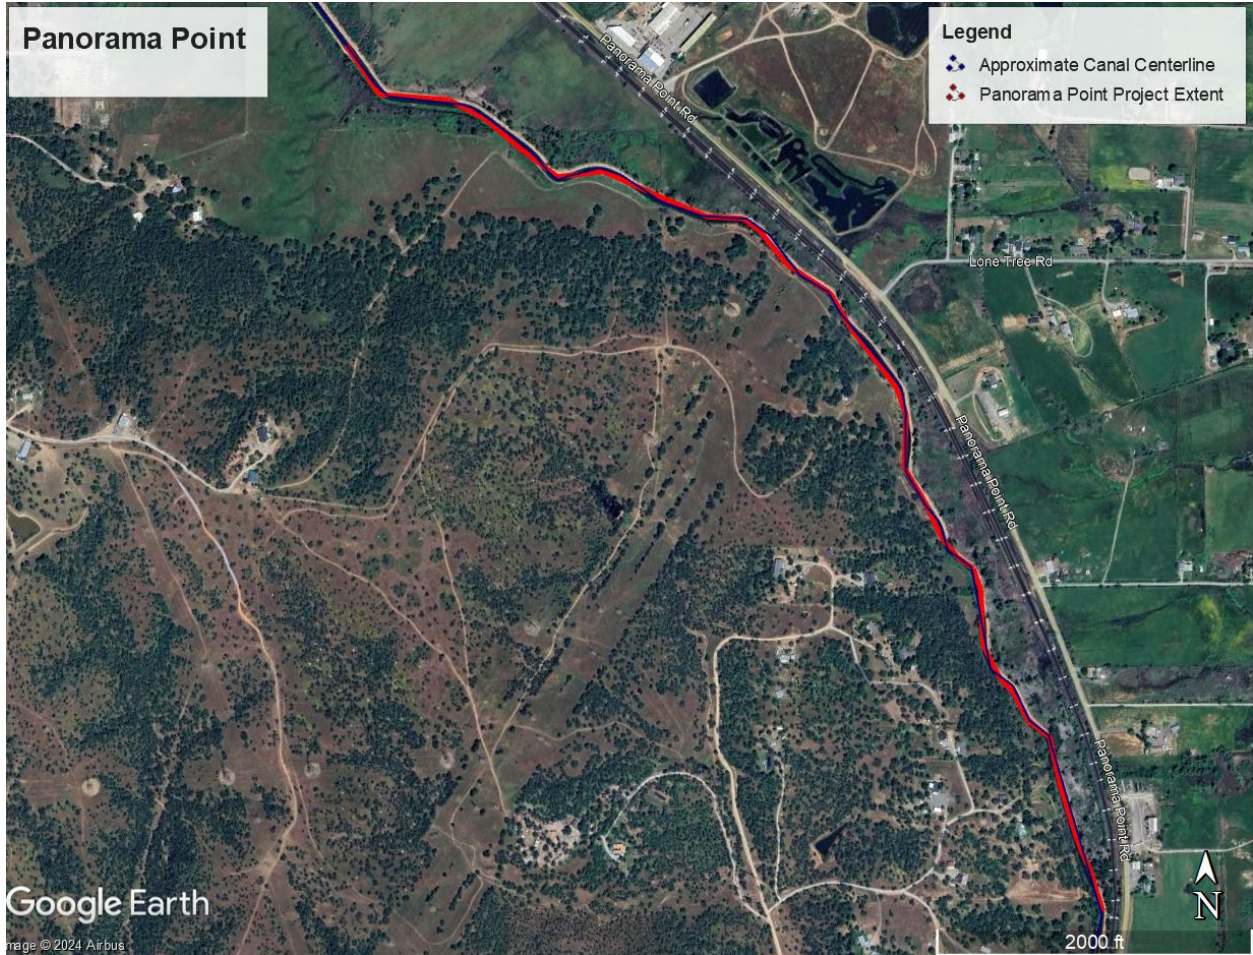 Panorama Point
Legend
Approximate Canal Centerline
Panorama Point Project Extent
Panorama Point Rd
Lone Tree Rd
Panorama Point Rd
Panorama Point Rd
Google Earth
mage © 2024 Airbus
N
2000 ft